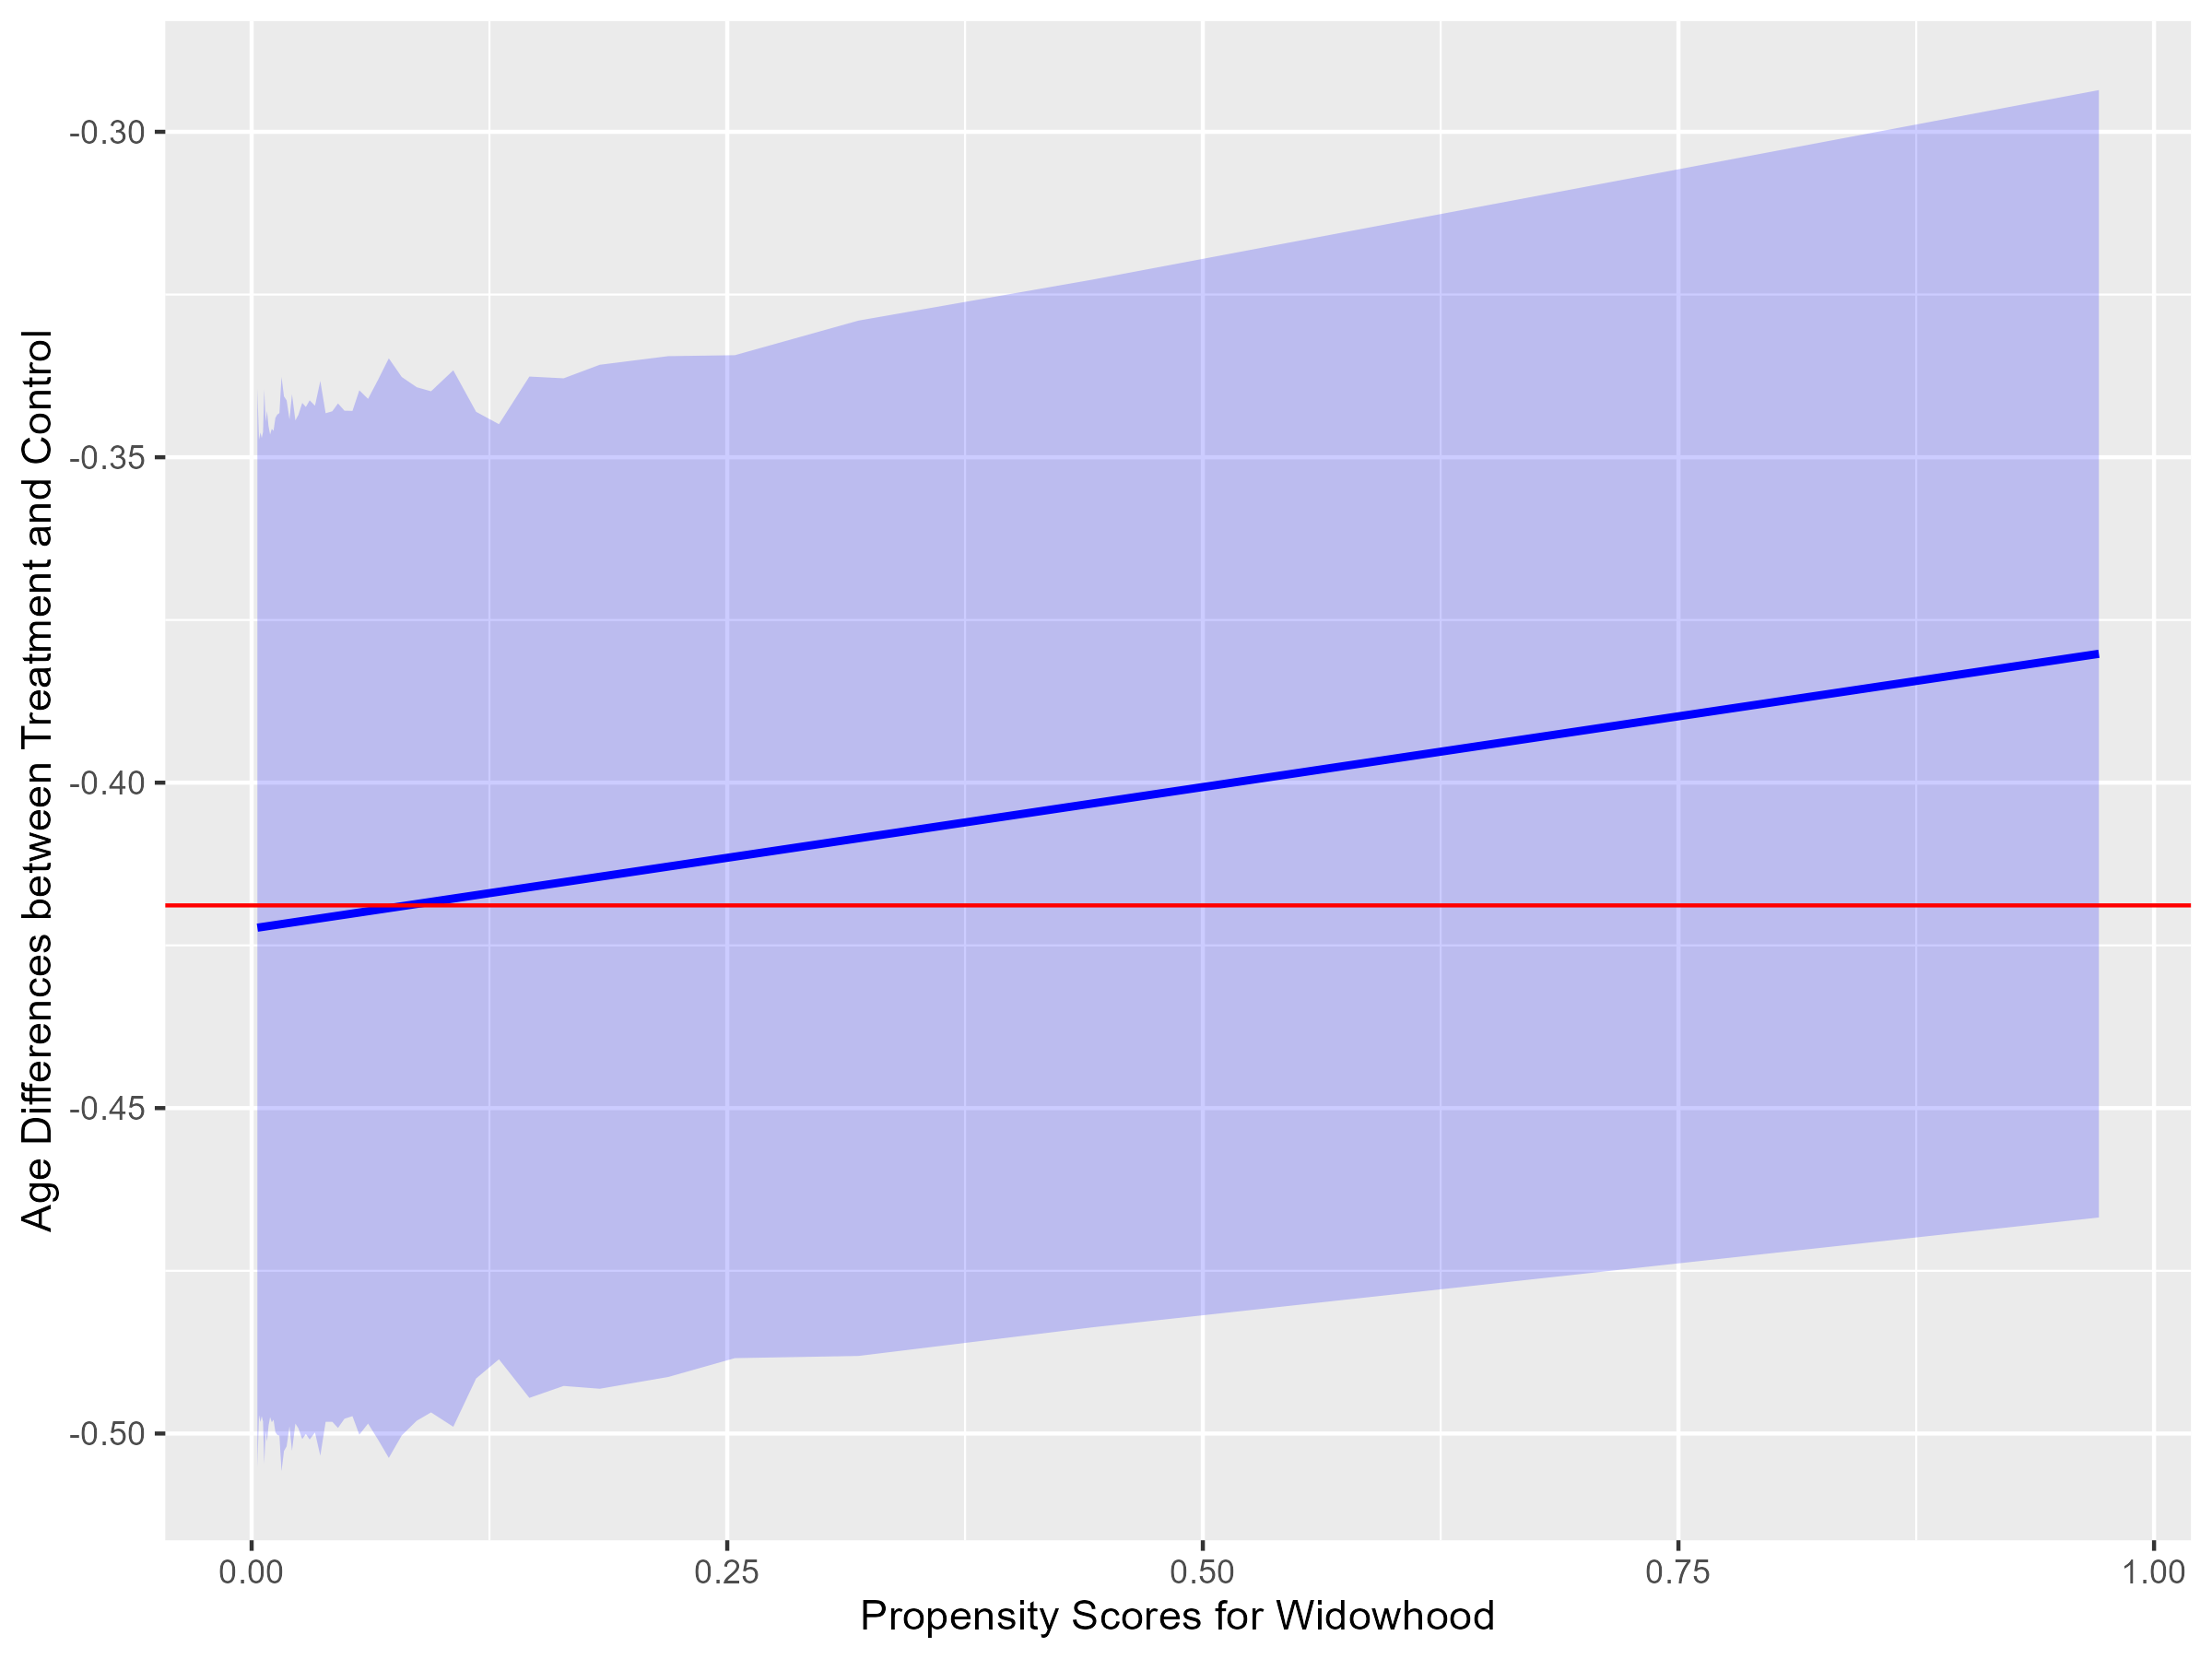 Age Differences between Treatment and Control
-0.30
-0.35
-0.40
-0.45
-0.50
0.00 0.25 0.50 0.75 1.00
Propensity Scores for Widowhood